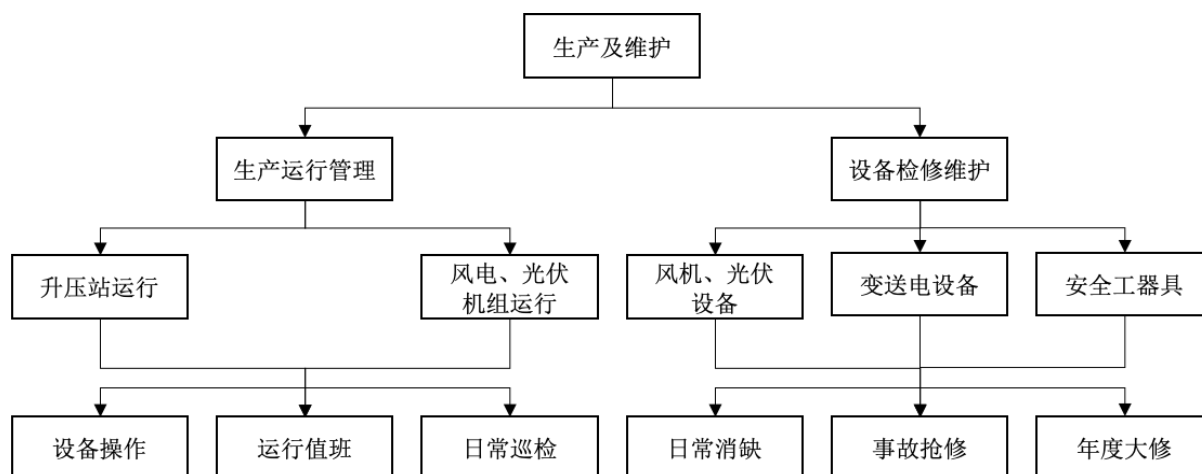 生产及维护
生产运行管理
设备检修维护
升压站运行
风电、光伏
机组运行
风机、光伏
设备
变送电设备
安全工器具
设备操作
运行值班
日常巡检
日常消缺
事故抢修
年度大修